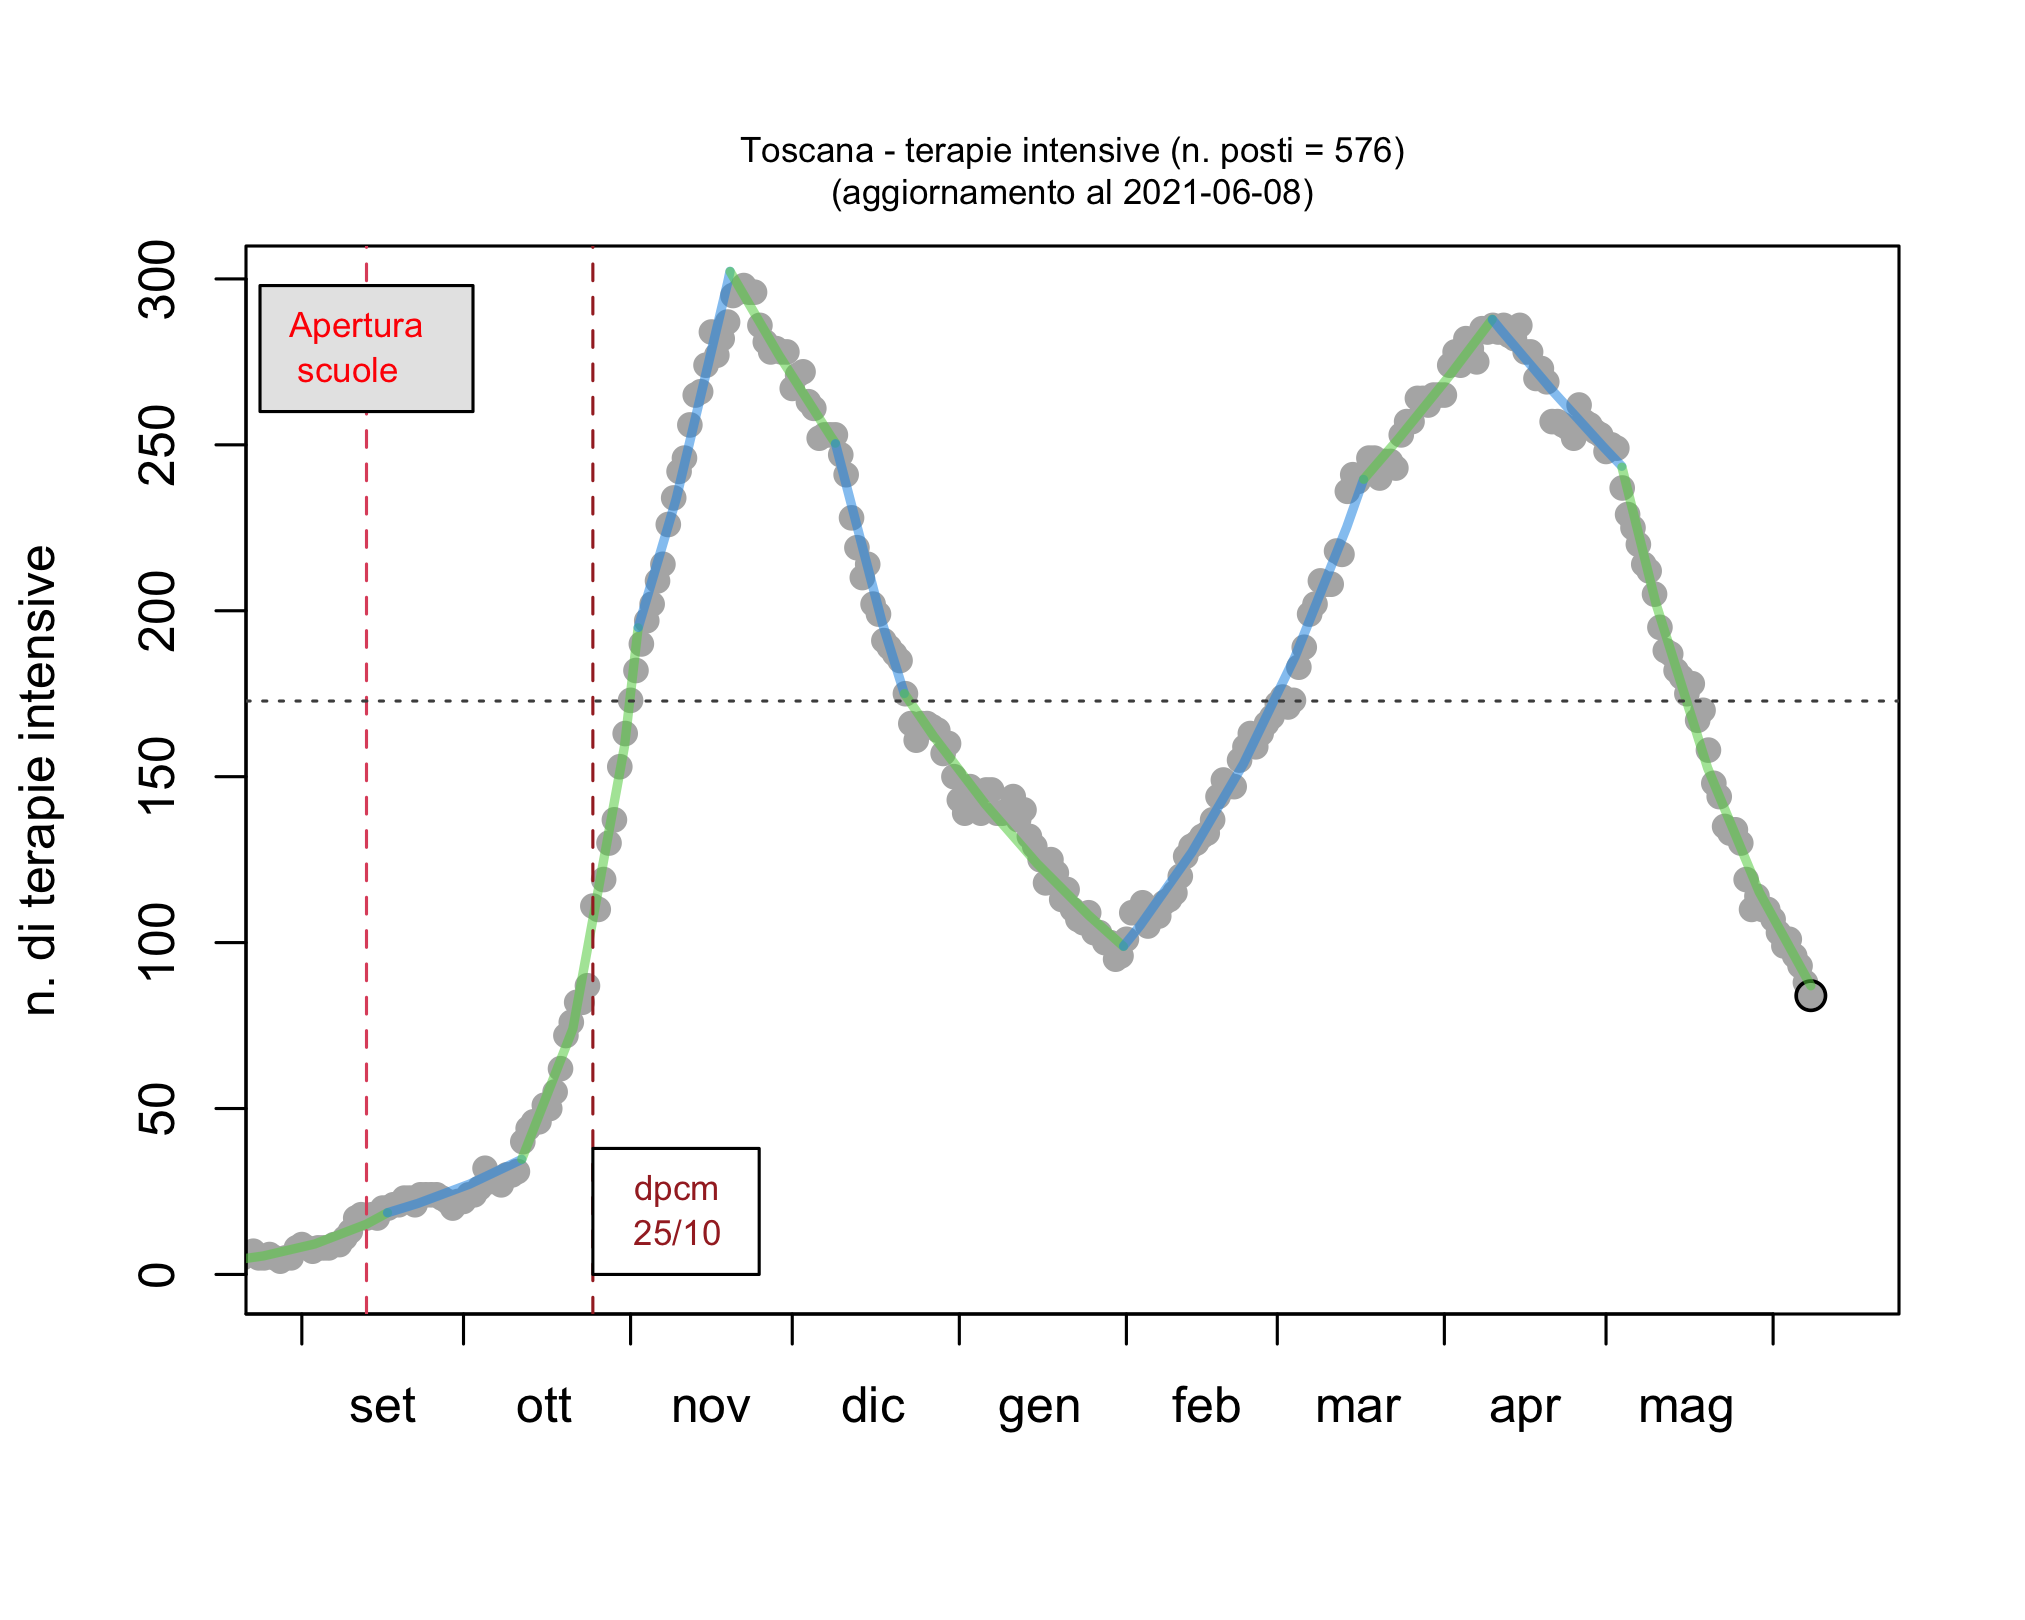 Toscana - terapie intensive (n. posti = 576)
(aggiornamento al 2021-06-08)
n. di terapie intensive
300
250
200
150
100
50
0
Apertura
scuole
dpcm
25/10
set ott nov dic gen feb mar apr mag